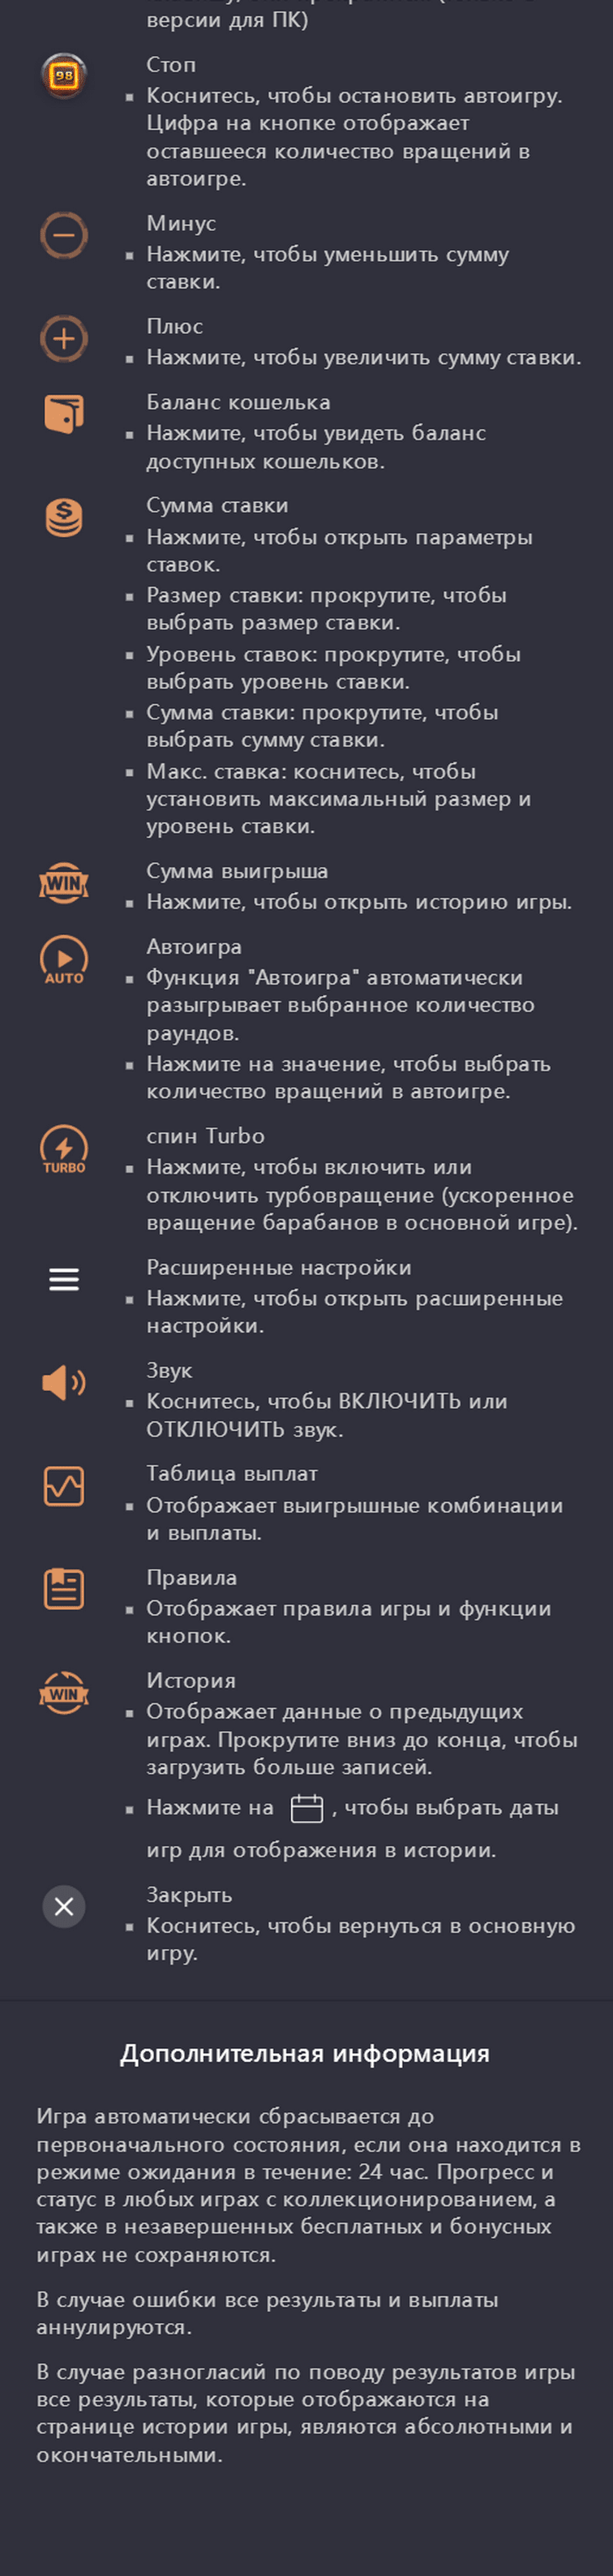 версии для ПК)
98
Стоп
Коснитесь, чтобы остановить автоигру.
Цифра на кнопке отображает
оставшееся количество вращений в
автоигре.
Минус
Нажмите, чтобы уменьшить сумму
ставки.
Плюс
Нажмите, чтобы увеличить сумму ставки.
Баланс кошелька
Нажмите, чтобы увидеть баланс
доступных кошельков.
$
Сумма ставки
Нажмите, чтобы открыть параметры
ставок.
Размер ставки: прокрутите, чтобы
выбрать размер ставки.
Уровень ставок: прокрутите, чтобы
выбрать уровень ставки.
Сумма ставки: прокрутите, чтобы
выбрать сумму ставки.
Макс. ставка: коснитесь, чтобы
установить максимальный размер и
уровень ставки.
WIN
Сумма выигрыша
Нажмите, чтобы открыть историю игры.
AUTO
Автоигра
Функция "Автоигра" автоматически
разыгрывает выбранное количество
раундов.
Нажмите на значение, чтобы выбрать
количество вращений в автоигре.
TURBO
спин Turbo
Нажмите, чтобы включить или
отключить турбовращение (ускоренное
вращение барабанов в основной игре).
Расширенные настройки
Нажмите, чтобы открыть расширенные
настройки.
Звук
Коснитесь, чтобы ВКЛЮЧИТЬ или
ОТКЛЮЧИТЬ звук.
Таблица выплат
Отображает выигрышные комбинации
и выплаты.
Правила
Отображает правила игры и функции
кнопок.
WIN
История
Отображает данные о предыдущих
играх. Прокрутите вниз до конца, чтобы
загрузить больше записей.
Нажмите на , чтобы выбрать даты
игр для отображения в истории.
Закрыть
Коснитесь, чтобы вернуться в основную
игру.
Дополнительная информация
Игра автоматически сбрасывается до
первоначального состояния, если она находится в
режиме ожидания в течение: 24 час. Прогресс и
статус в любых играх с коллекционированием, а
также в незавершенных бесплатных и бонусных
играх не сохраняются.
В случае ошибки все результаты и выплаты
аннулируются.
В случае разногласий по поводу результатов игры
все результаты, которые отображаются на
странице истории игры, являются абсолютными и
окончательными.